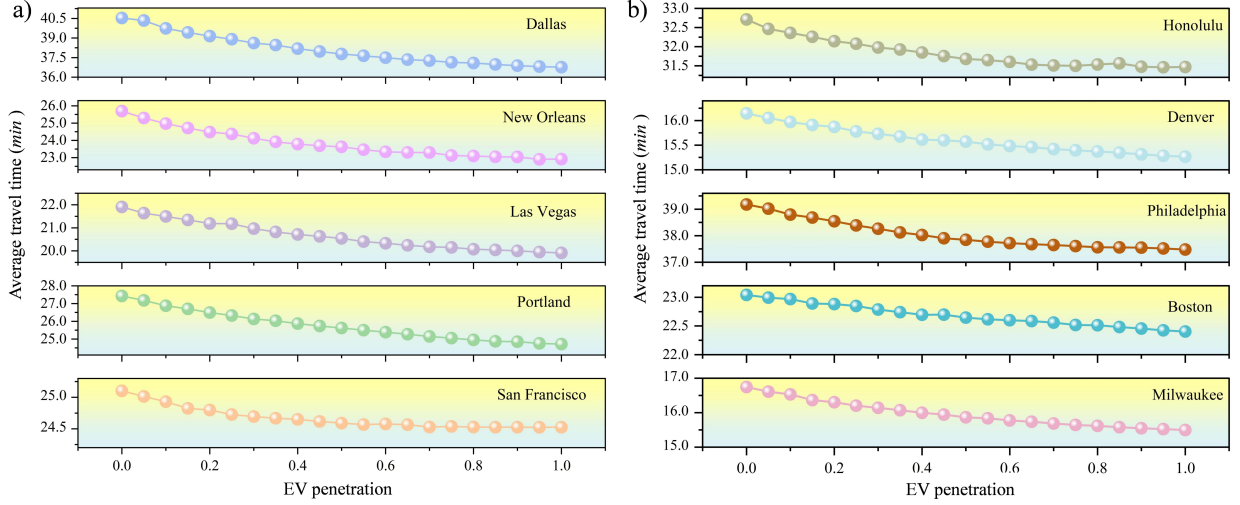 a)
Average travel time (min )
40.5
39.0
37.5
36.0
Dallas
26.0
25.0
24.0
23.0
New Orleans
22.0
21.0
20.0
Las Vegas
28.0
27.0
26.0
25.0
Portland
25.0
24.5
San Francisco
0.0 0.2 0.4 0.6 0.8 1.0
EV penetration
b)
Average travel time (min )
33.0
32.5
32.0
31.5
Honolulu
16.0
15.5
15.0
Denver
39.0
38.0
37.0
Philadelphia
23.0
22.5
22.0
Boston
17.0
16.0
15.0
Milwaukee
0.0 0.2 0.4 0.6 0.8 1.0
EV penetration